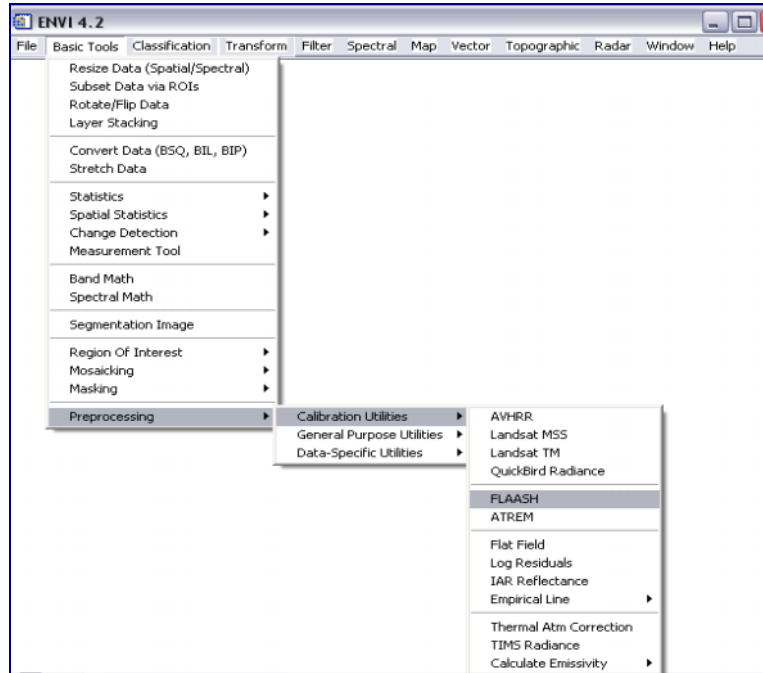 ENVI 4.2
File Basic Tools Classification Transform Filter Spectral Map Vector Topographic Radar Window Help
Resize Data (Spatial/Spectral)
Subset Data via ROIs
Rotate/Flip Data
Layer Stacking
Convert Data (BSQ, BIL, BIP)
Stretch Data
Statistics
Spatial Statistics
Change Detection
Measurement Tool
Band Math
Spectral Math
Segmentation Image
Region Of Interest
Mosaicking
Masking
Preprocessing
Calibration Utilities
General Purpose Utilities
Data-Specific Utilities
AVHRR
Landsat MSS
Landsat TM
QuickBird Radiance
FLAASH
ATREM
Flat Field
Log Residuals
IAR Reflectance
Empirical Line
Thermal Atm Correction
TIMS Radiance
Calculate Emissivity